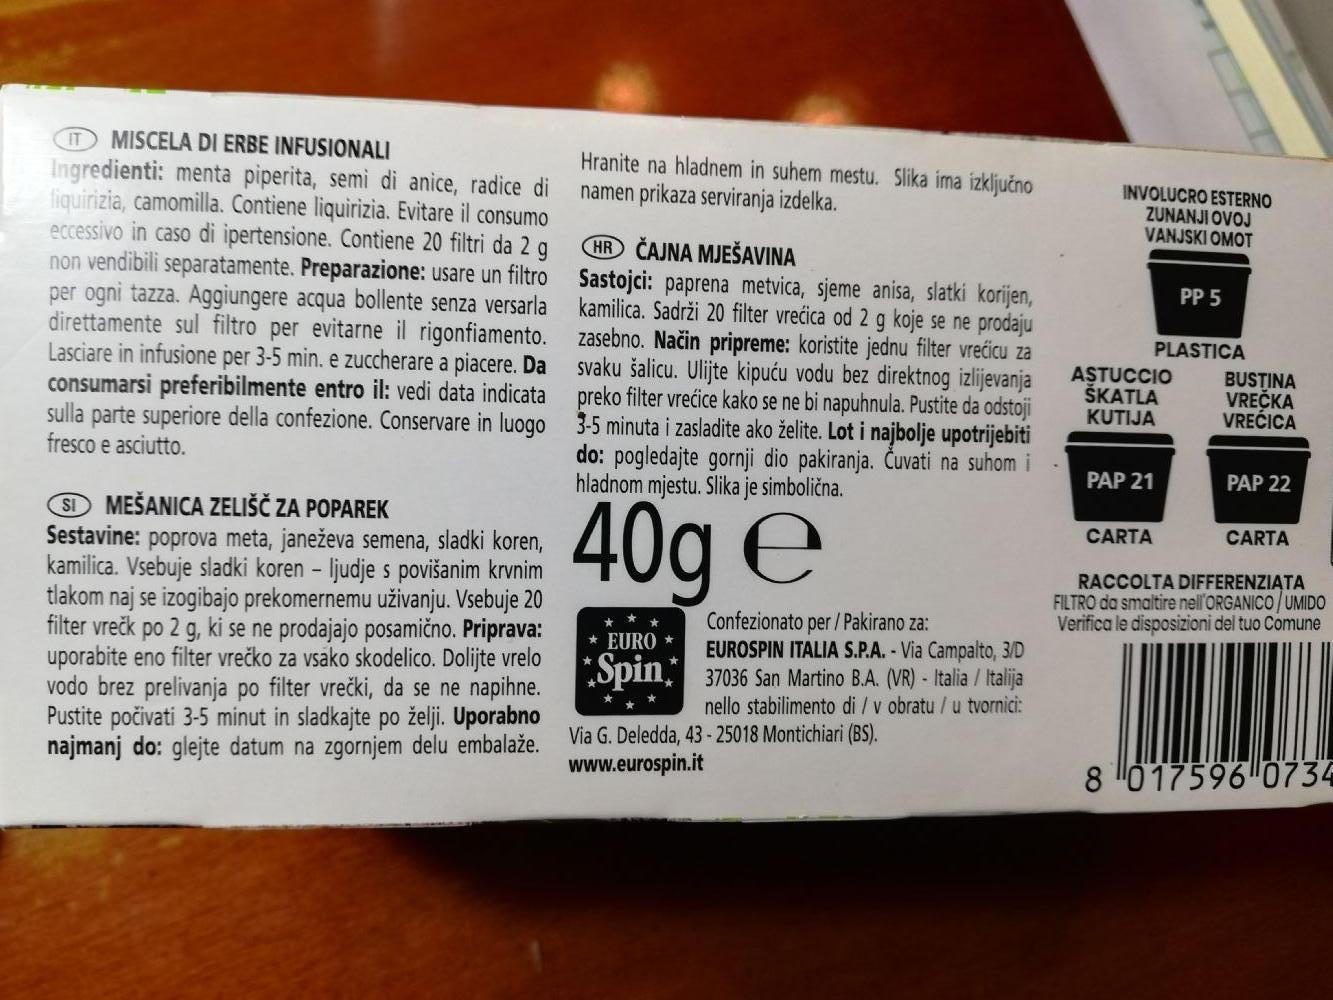 IT MISCELA DI ERBE INFUSIONALI
Ingredienti: menta piperita, semi di anice, radice di
liquirizia, camomilla. Contiene liquirizia. Evitare il consumo
eccessivo in caso di ipertensione. Contiene 20 filtri da 2 g
non vendibili separatamente. Preparazione: usare un filtro
per ogni tazza. Aggiungere acqua bollente senza versarla
direttamente sul filtro per evitarne il rigonfiamento.
Lasciare in infusione per 3-5 min. e zuccherare a piacere. Da
consumarsi preferibilmente entro il: vedi data indicata
sulla parte superiore della confezione. Conservare in luogo
fresco e asciutto.
SI MEŠANICA ZELIŠČ ZA POPAREK
Sestavine: poprova meta, janeževa semena, sladki koren,
kamilica. Vsebuje sladki koren – ljudje s povišanim krvnim
tlakom naj se izogibajo prekomernemu uživanju. Vsebuje 20
filter vrečk po 2 g, ki se ne prodajajo posamično. Priprava:
uporabite eno filter vrečko za vsako skodelico. Dolijte vrelo
vodo brez prelivanja po filter vrečki, da se ne napihne.
Pustite počivati 3-5 minut in sladkajte po želji. Uporabno
najmanj do: glejte datum na zgornjem delu embalaže.
Hranite na hladnem in suhem mestu. Slika ima izključno
namen prikaza serviranja izdelka.
HR ČAJNA MJEŠAVINA
Sastojci: paprena metvica, sjeme anisa, slatki korijen,
kamilica. Sadrži 20 filter vrećica od 2 g koje se ne prodaju
zasebno. Način pripreme: koristite jednu filter vrećicu za
svaku šalicu. Ulijte kipuću vodu bez direktnog izlijevanja
preko filter vrećice kako se ne bi napuhnula. Pustite da odstoji
3-5 minuta i zasladite ako želite. Lot i najbolje upotrijebiti
do: pogledajte gornji dio pakiranja. Čuvati na suhom i
hladnom mjestu. Slika je simbolična.
40g e
EURO
Spin
Confezionato per / Pakirano za:
EUROSPIN ITALIA S.P.A. - Via Campalto, 3/D
37036 San Martino B.A. (VR) - Italia / Italija
nello stabilimento di / v obratu / u tvornici:
Via G. Deledda, 43 - 25018 Montichiari (BS).
www.eurospin.it
INVOLUCRO ESTERNO
ZUNANJI OVOJ
VANJSKI OMOT
PP 5
PLASTICA
ASTUCCIO
ŠKATLA
KUTIJA
PAP 21
CARTA
BUSTINA
VREČKA
VREĆICA
PAP 22
CARTA
RACCOLTA DIFFERENZIATA
FILTRO da smaltire nell'ORGANICO / UMIDO
Verifica le disposizioni del tuo Comune
8 017596 0734